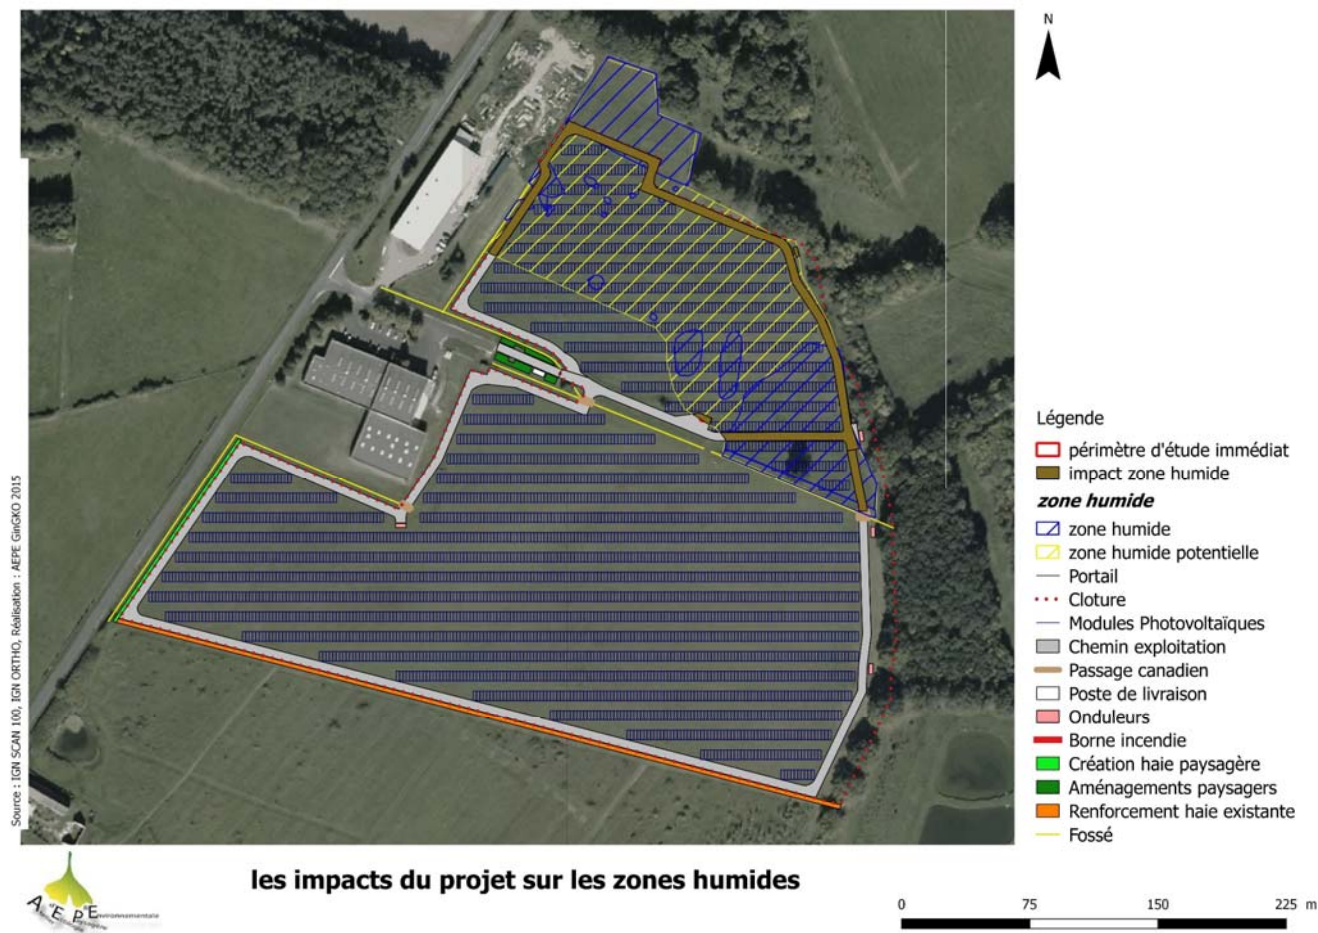 N
Légende
périmètre d'étude immédiat
impact zone humide
zone humide
zone humide
zone humide potentielle
Portail
Cloture
Modules Photovoltaïques
Chemin exploitation
Passage canadien
Poste de livraison
Onduleurs
Borne incendie
Création haie paysagère
Aménagements paysagers
Renforcement haie existante
Fossé
Source : IGN SCAN 100, IGN ORTHO, Réalisation : AEPE GinGKO 2015
les impacts du projet sur les zones humides
A d'E P E nvironnementale
0 75 150 225 m